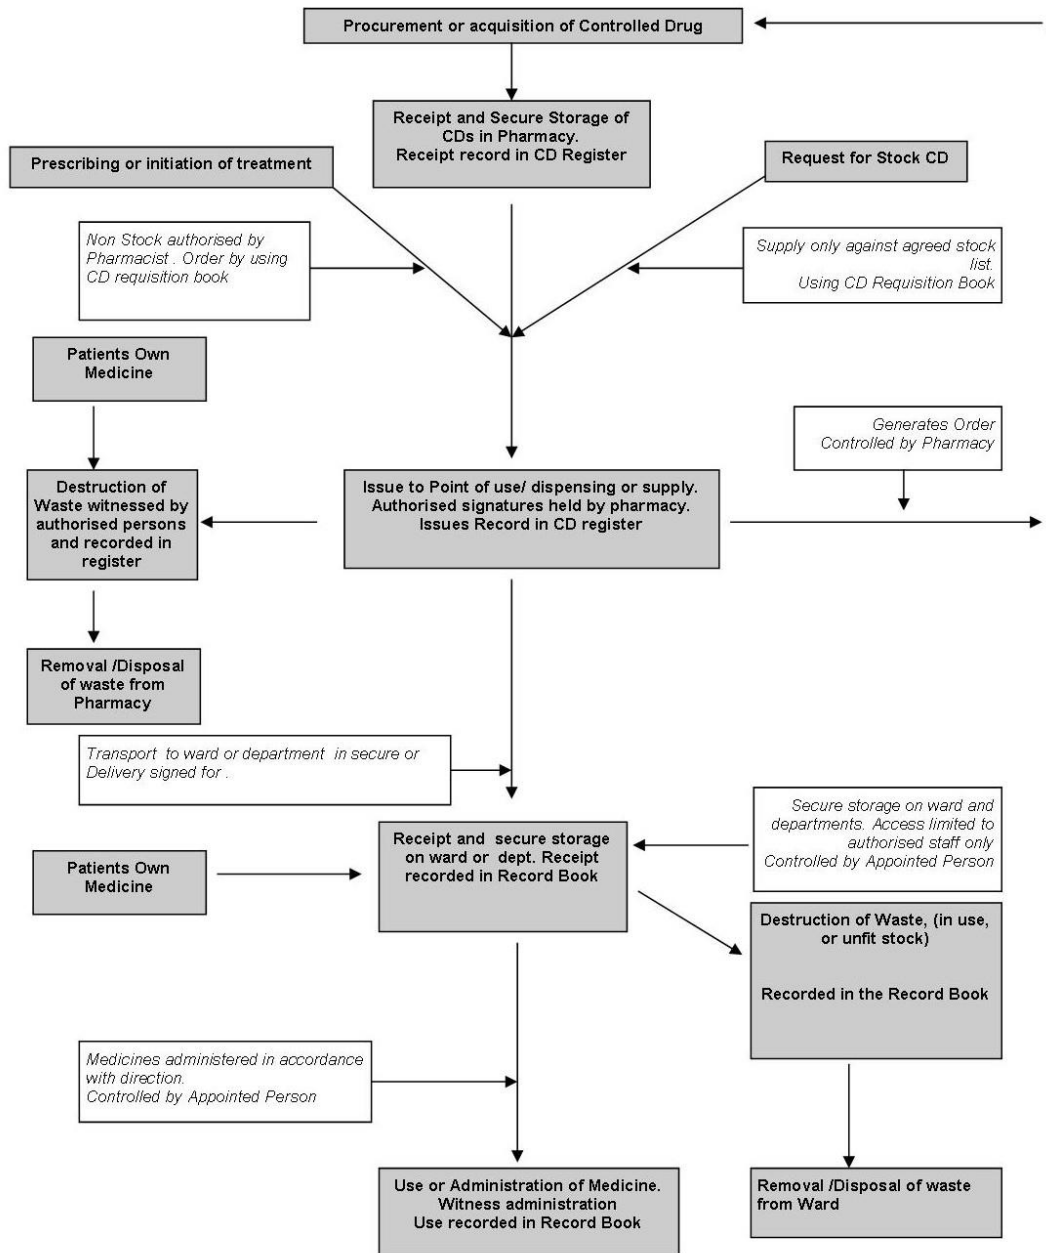 Procurement or acquisition of Controlled Drug
Receipt and Secure Storage of
CDs in Pharmacy.
Receipt record in CD Register
Prescribing or initiation of treatment
Request for Stock CD
Non Stock authorised by
Pharmacist . Order by using
CD requisition book
Supply only against agreed stock
list.
Using CD Requisition Book
Patients Own
Medicine
Generates Order
Controlled by Pharmacy
Destruction of
Waste witnessed by
authorised persons
and recorded in
register
Issue to Point of use/ dispensing or supply.
Authorised signatures held by pharmacy.
Issues Record in CD register
Removal /Disposal
of waste from
Pharmacy
Transport to ward or department in secure or
Delivery signed for .
Secure storage on ward and
departments. Access limited to
authorised staff only
Controlled by Appointed Person
Receipt and secure storage
on ward or dept. Receipt
recorded in Record Book
Patients Own
Medicine
Destruction of Waste, (in use,
or unfit stock)
Recorded in the Record Book
Medicines administered in accordance
with direction.
Controlled by Appointed Person
Use or Administration of Medicine.
Witness administration
Use recorded in Record Book
Removal /Disposal of waste
from Ward